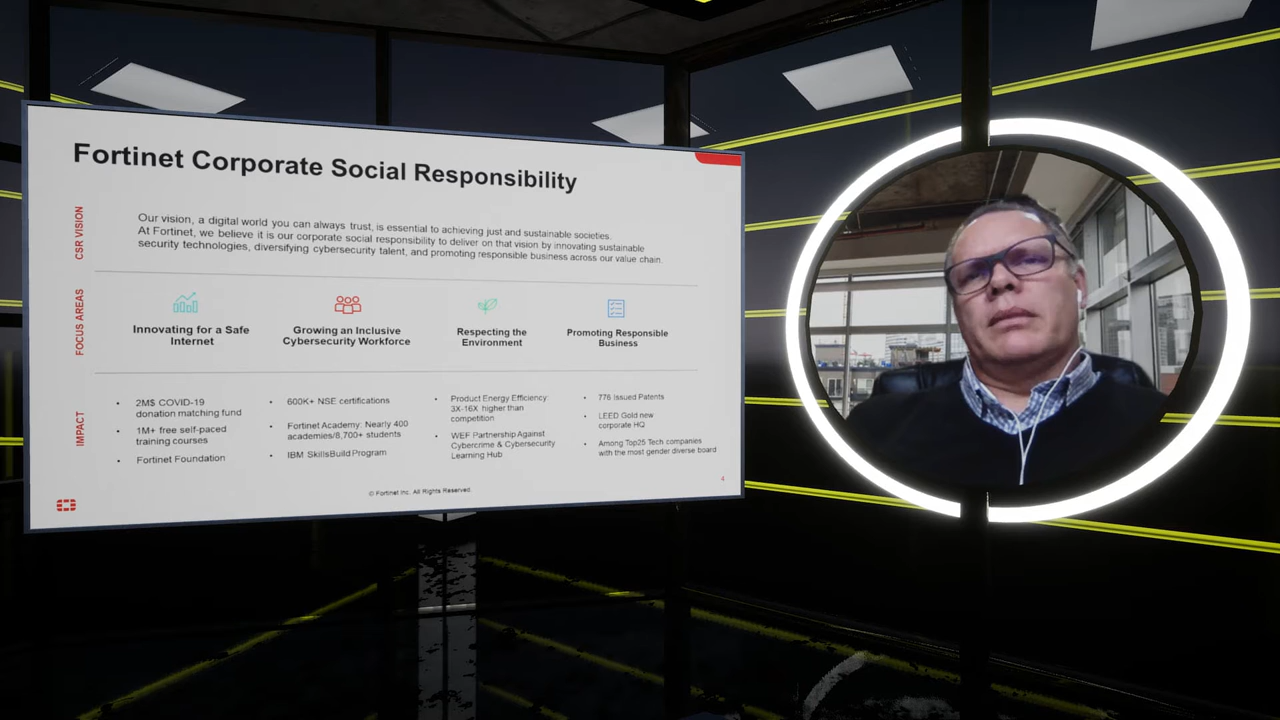 Fortinet Corporate Social Responsibility
CSR VISION
Our vision, a digital world you can always trust, is essential to achieving just and sustainable societies.
At Fortinet, we believe it is our corporate social responsibility to deliver on that vision by innovating sustainable
security technologies, diversifying cybersecurity talent, and promoting responsible business across our value chain.
FOCUS AREAS
Innovating for a Safe
Internet
Growing an Inclusive
Cybersecurity Workforce
Respecting the
Environment
Promoting Responsible
Business
IMPACT
• 2M$ COVID-19
donation matching fund
• 1M+ free self-paced
training courses
• Fortinet Foundation
• 600K+ NSE certifications
• Fortinet Academy: Nearly 400
academies/8,700+ students
• IBM SkillsBuild Program
• Product Energy Efficiency:
3X-16X higher than
competition
• WEF Partnership Against
Cybercrime & Cybersecurity
Learning Hub
• 776 Issued Patents
• LEED Gold new
corporate HQ
• Among Top25 Tech companies
with the most gender diverse board
© Fortinet Inc. All Rights Reserved.
4